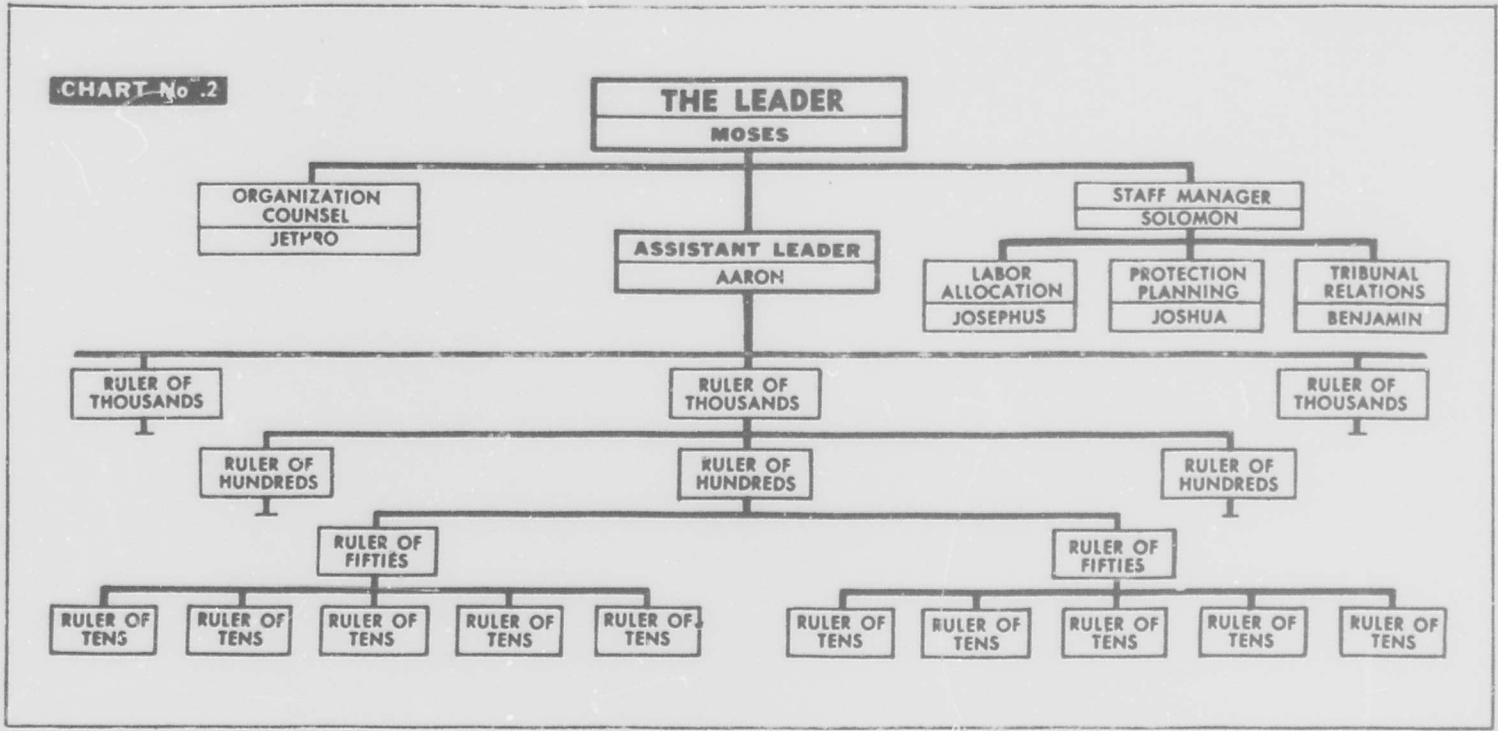 CHART No. 2
THE LEADER
MOSES
ORGANIZATION
COUNSEL
JETHRO
STAFF MANAGER
SOLOMON
ASSISTANT LEADER
AARON
LABOR
ALLOCATION
JOSEPHUS
PROTECTION
PLANNING
JOSHUA
TRIBUNAL
RELATIONS
BENJAMIN
RULER OF
THOUSANDS
RULER OF
THOUSANDS
RULER OF
THOUSANDS
RULER OF
HUNDREDS
RULER OF
HUNDREDS
RULER OF
HUNDREDS
RULER OF
FIFTIES
RULER OF
FIFTIES
RULER OF
TENS
RULER OF
TENS
RULER OF
TENS
RULER OF
TENS
RULER OF
TENS
RULER OF
TENS
RULER OF
TENS
RULER OF
TENS
RULER OF
TENS
RULER OF
TENS